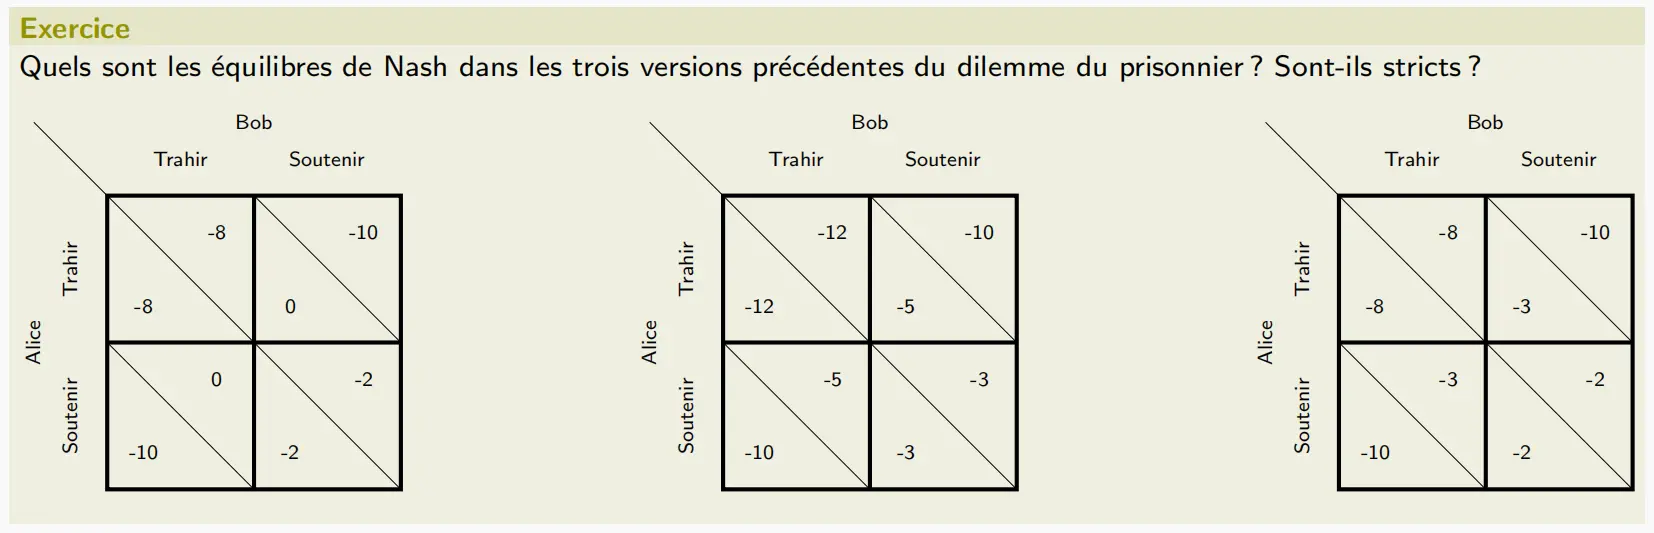 Exercice
Quels sont les équilibres de Nash dans les trois versions précédentes du dilemme du prisonnier ? Sont-ils stricts ?
Bob
Trahir Soutenir
Alice
Trahir
-8 -10
-8 0
Soutenir
0 -2
-10 -2
Bob
Trahir Soutenir
Alice
Trahir
-12 -10
-12 -5
Soutenir
-5 -3
-10 -3
Bob
Trahir Soutenir
Alice
Trahir
-8 -10
-8 -3
Soutenir
-3 -2
-10 -2